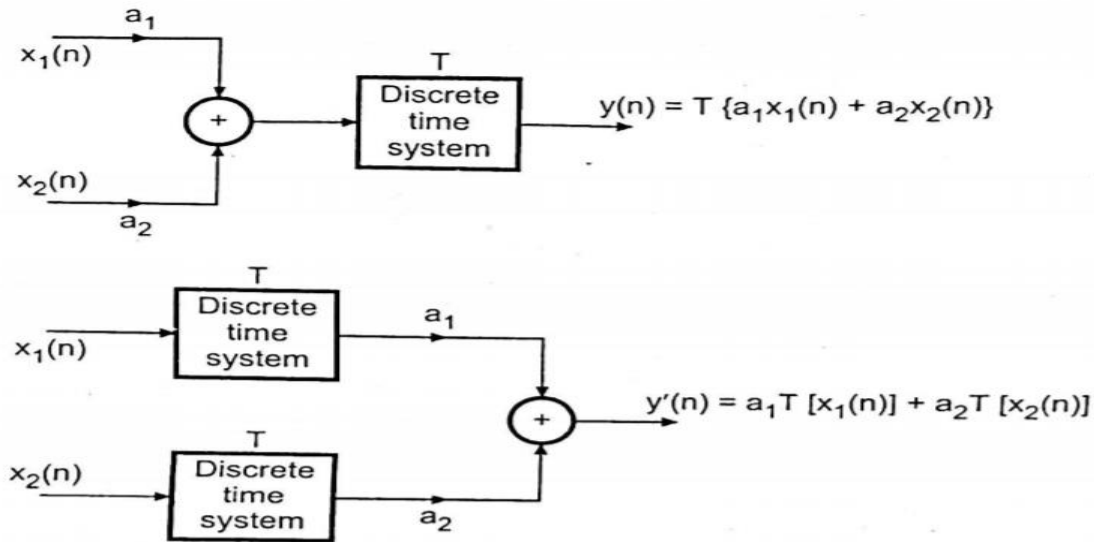 a₁
x₁(n)
T
Discrete
time
system
+
y(n) = T {a₁x₁(n) + a₂x₂(n)}
x₂(n)
a₂
T
Discrete
time
system
x₁(n)
a₁
+
y′(n) = a₁T [x₁(n)] + a₂T [x₂(n)]
T
x₂(n)
Discrete
time
system
a₂